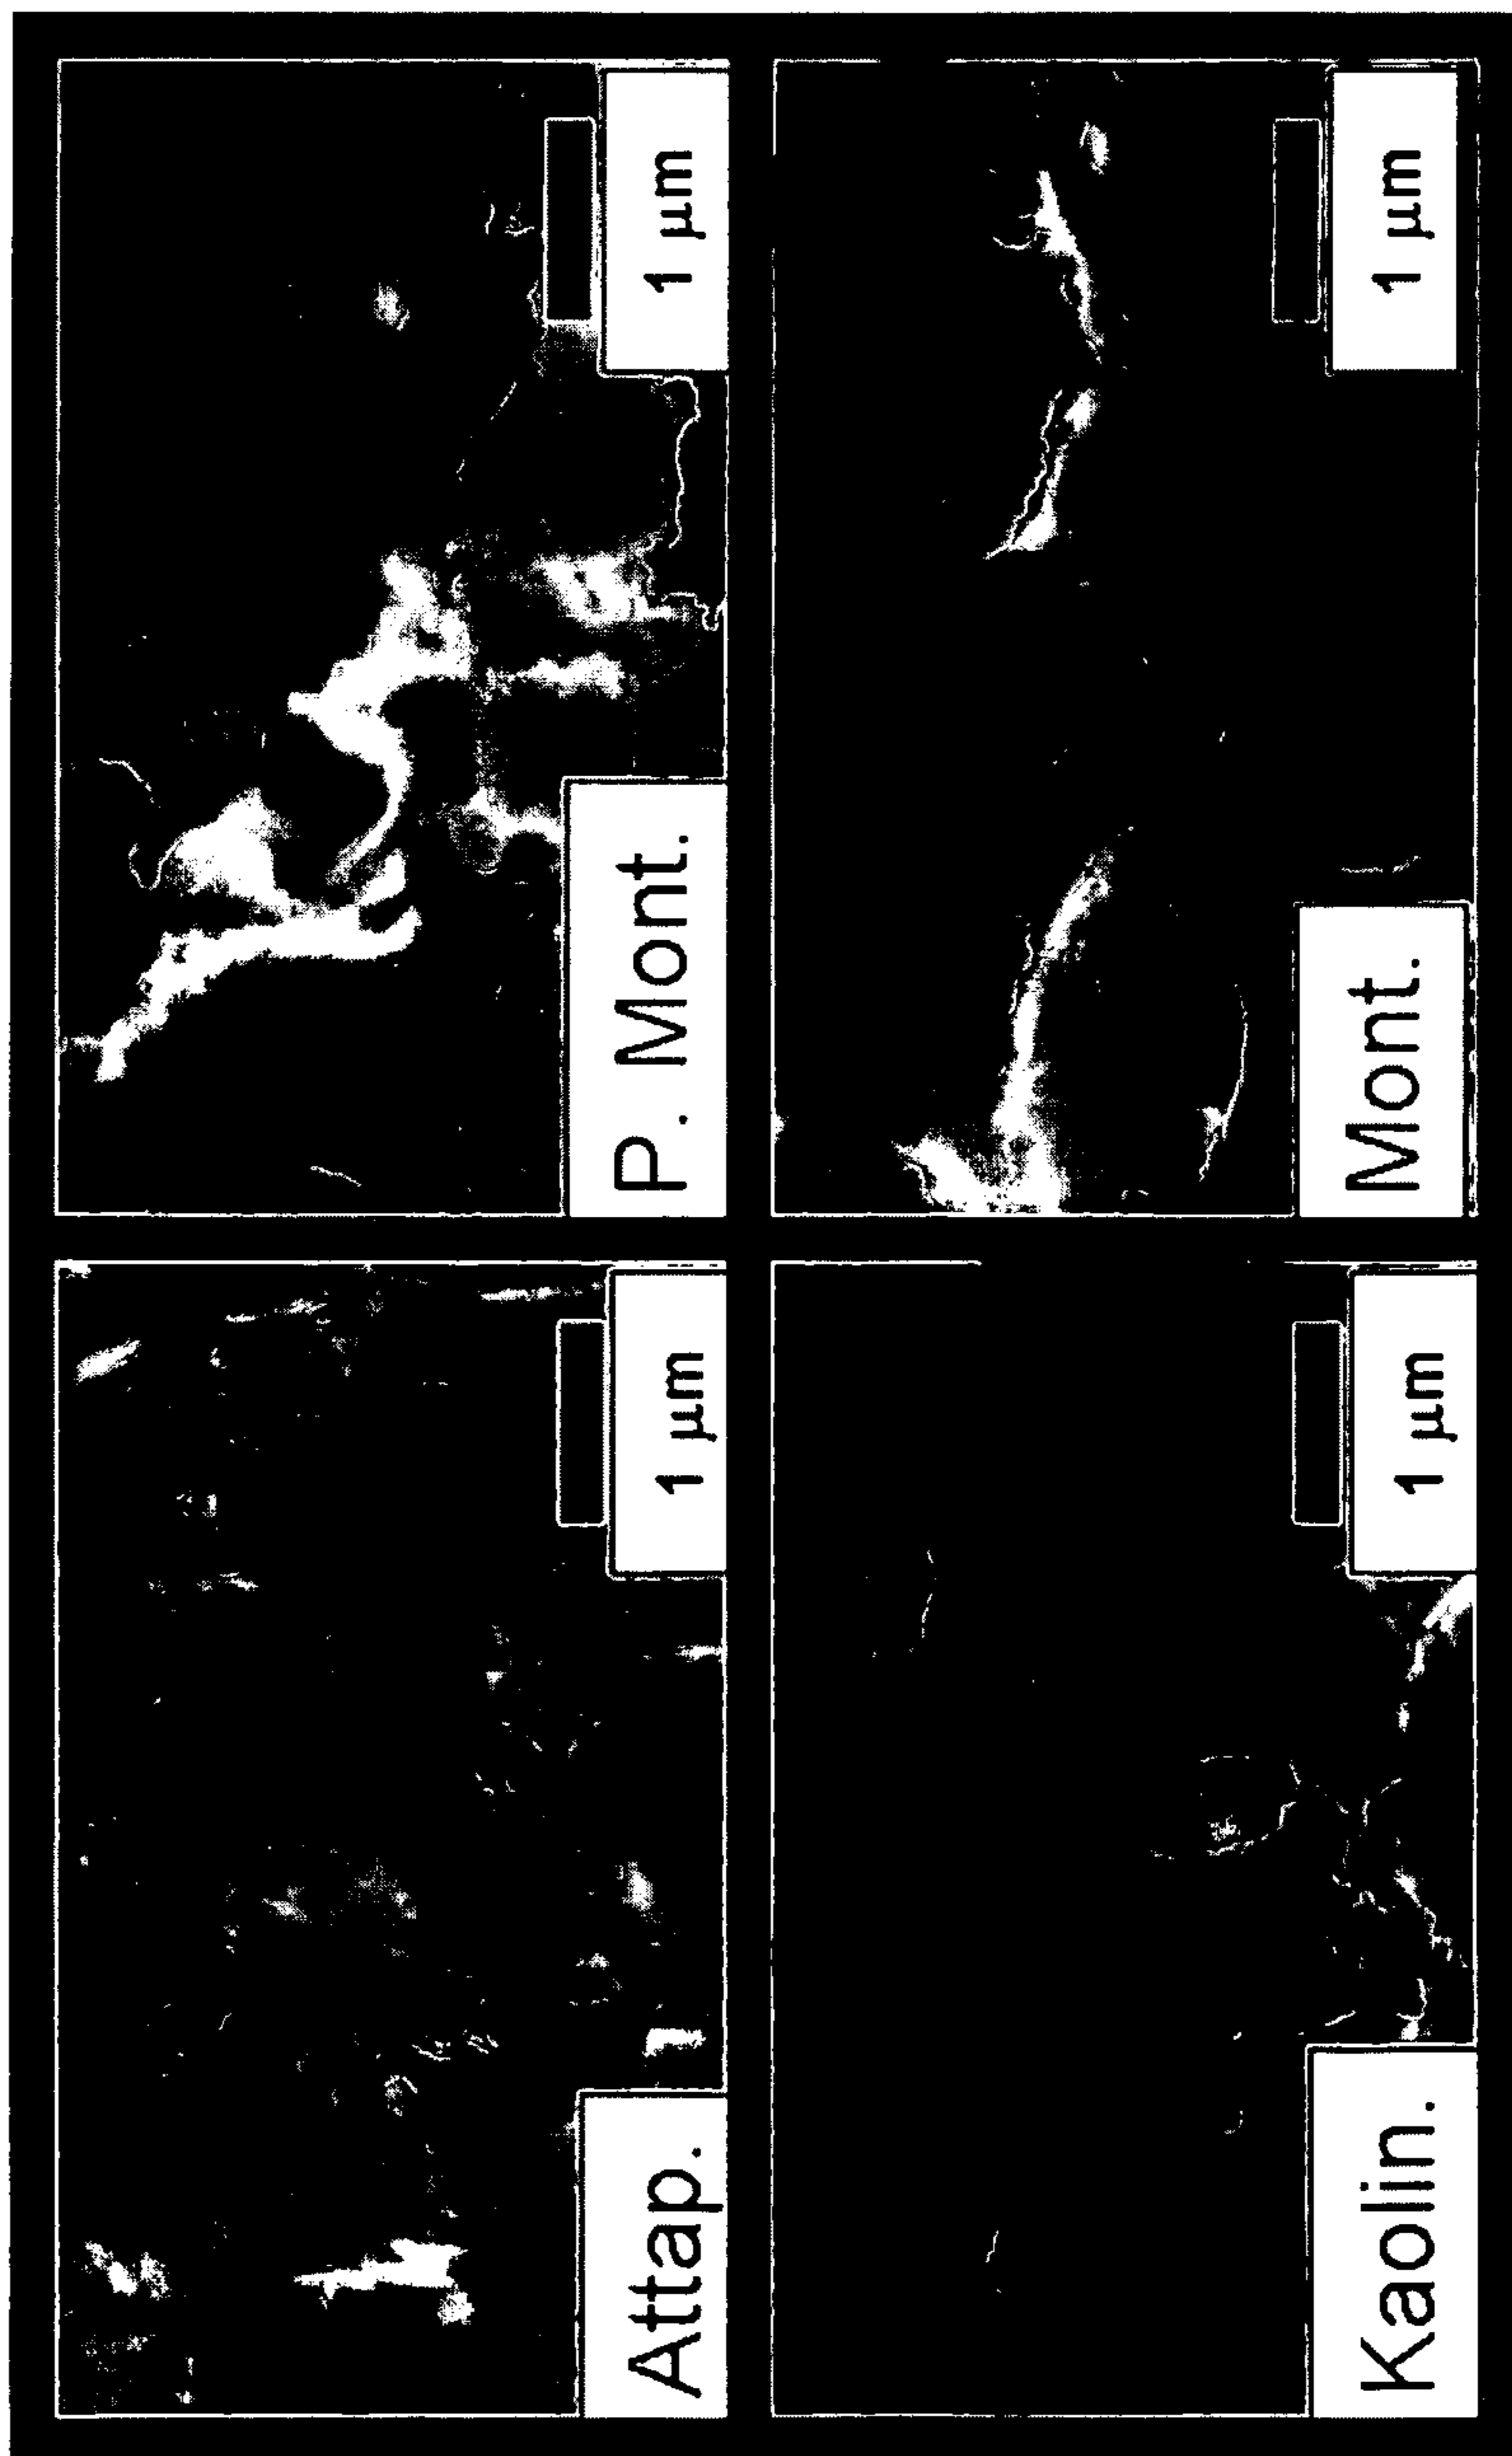 Attap.
1 µm
P. Mont.
1 µm
Kaolin.
1 µm
Mont.
1 µm